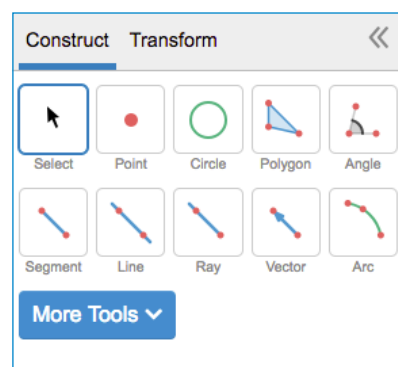 Construct Transform
Select Point Circle Polygon Angle
Segment Line Ray Vector Arc
More Tools